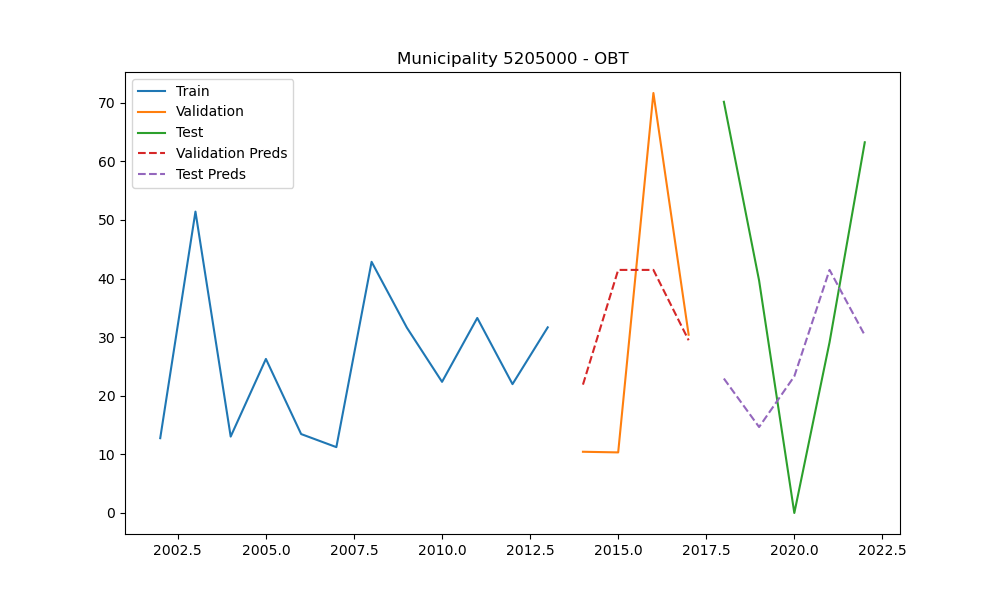 Municipality 5205000 - OBT
Train
Validation
Test
Validation Preds
Test Preds
70
60
50
40
30
20
10
0
2002.5 2005.0 2007.5 2010.0 2012.5 2015.0 2017.5 2020.0 2022.5